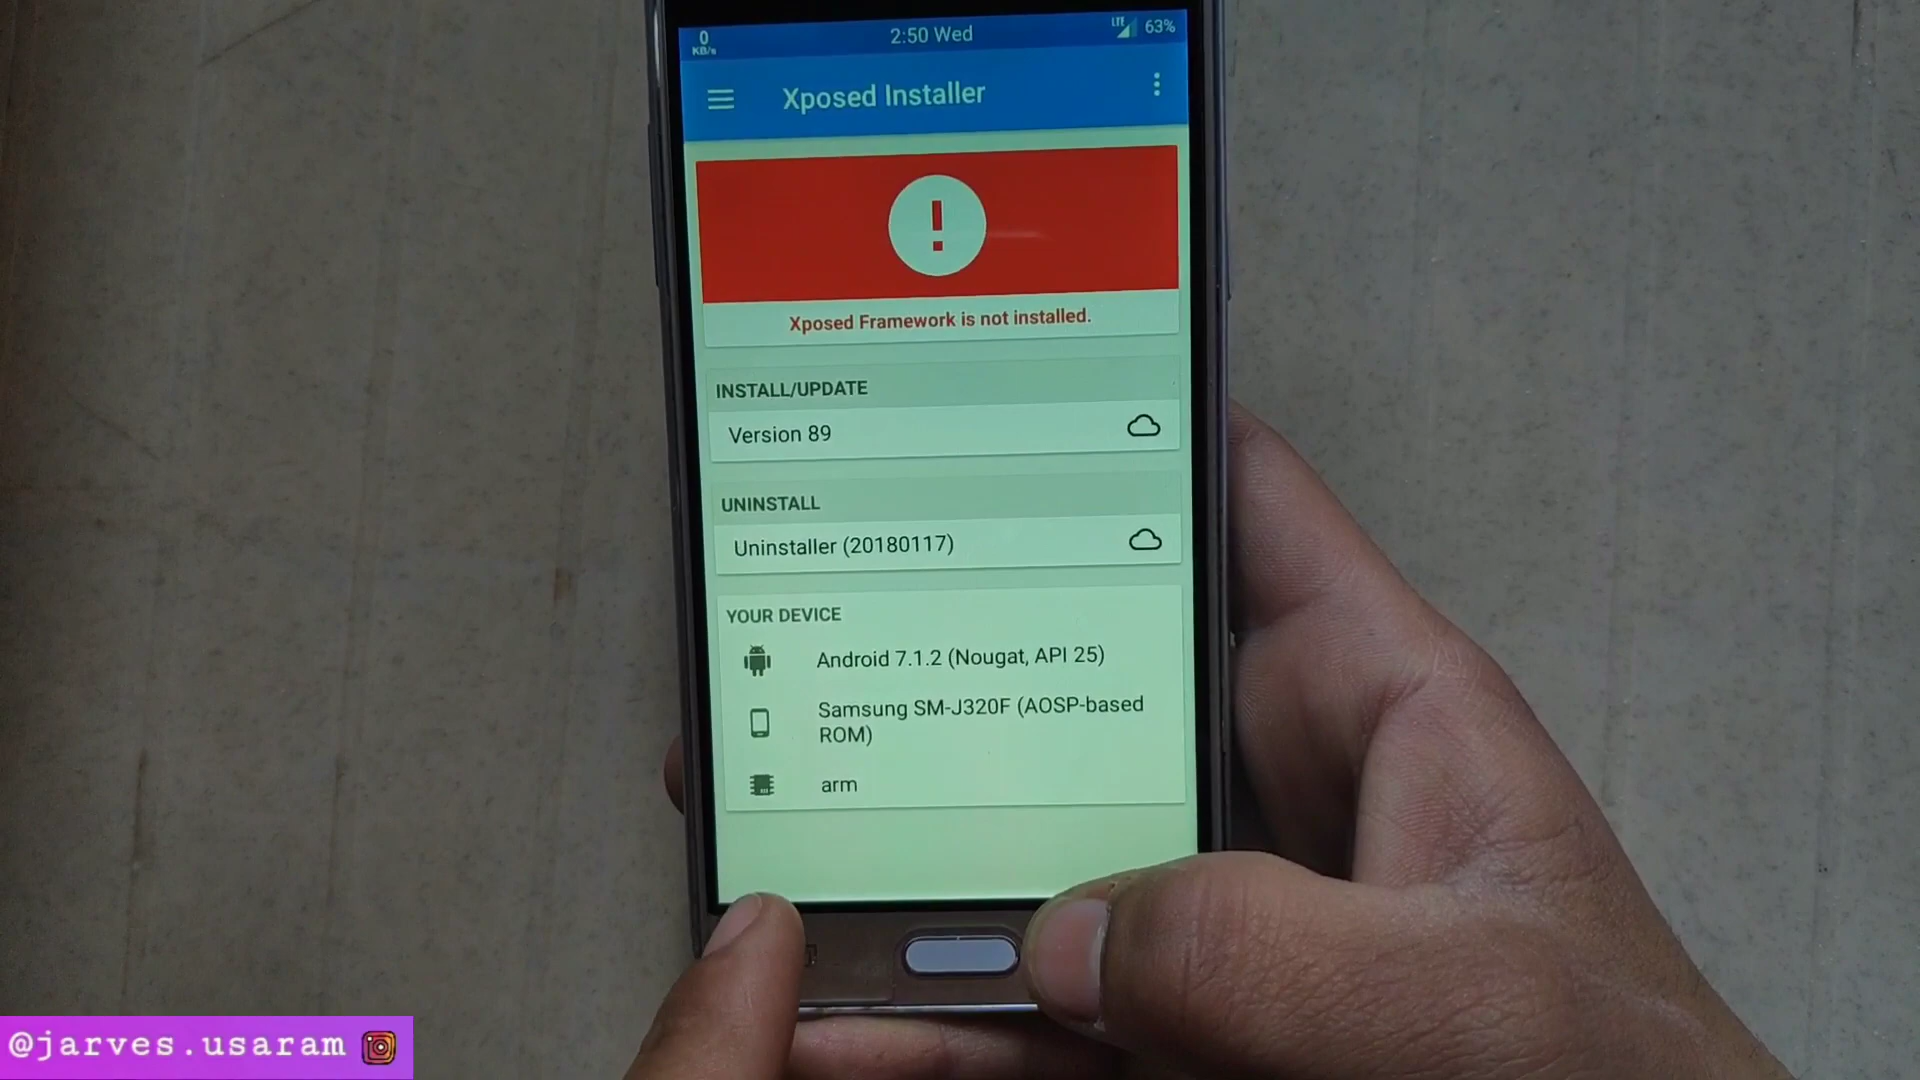 0
KB/s
2:50 Wed
LTE
63%
Xposed Installer
Xposed Framework is not installed.
INSTALL/UPDATE
Version 89
UNINSTALL
Uninstaller (20180117)
YOUR DEVICE
Android 7.1.2 (Nougat, API 25)
Samsung SM-J320F (AOSP-based
ROM)
arm
@jarves.usaram